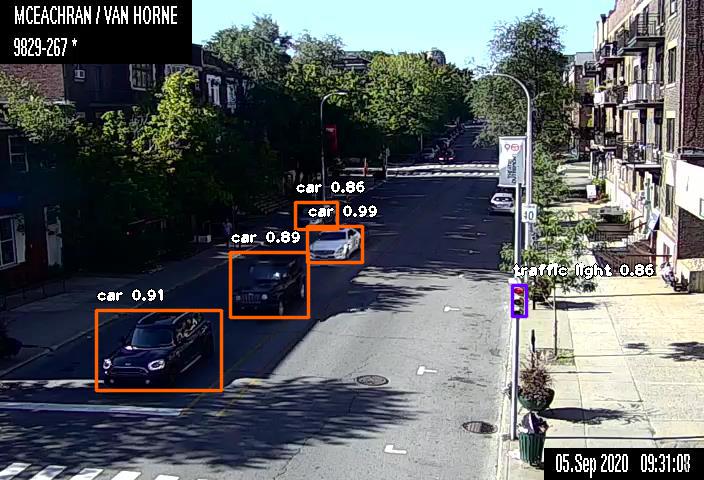 MCEACHRAN / VAN HORNE
9829-267 *
car 0.86
car 0.99
car 0.89
car 0.91
traffic light 0.86
40
05.Sep 2020 09:31:08